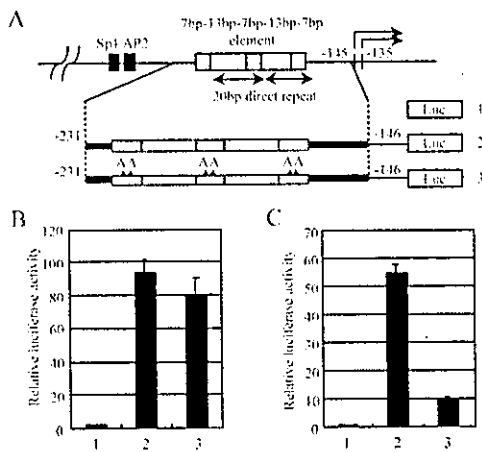 A
7bp-13bp-7bp-13bp-7bp
element
Sp1 AP2
-145 -135
20bp direct repeat
Luc 1
-231 -146 Luc 2
AA AA AA
-231 -146 Luc 3
B
Relative luciferase activity
120
100
80
60
40
20
0
1 2 3
C
Relative luciferase activity
70
60
50
40
30
20
10
0
1 2 3